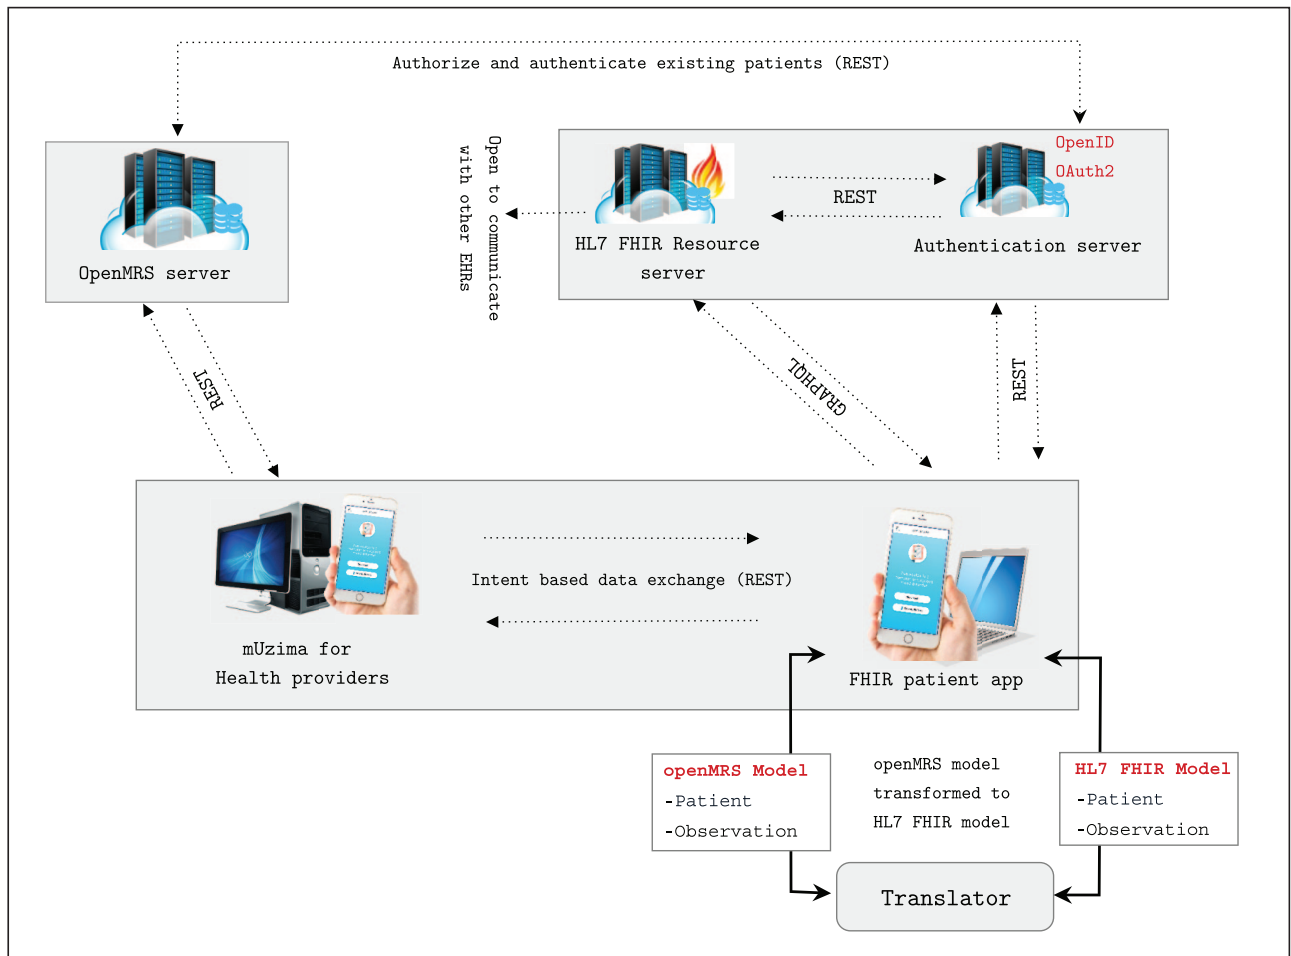 Authorize and authenticate existing patients (REST)
OpenMRS server
Open to communicate
with other EHRs
HL7 FHIR Resource
server
REST
OpenID
OAuth2
Authentication server
REST
GRAPHQL
REST
Intent based data exchange (REST)
mUzima for
Health providers
FHIR patient app
openMRS Model
-Patient
-Observation
openMRS model
transformed to
HL7 FHIR model
HL7 FHIR Model
-Patient
-Observation
Translator